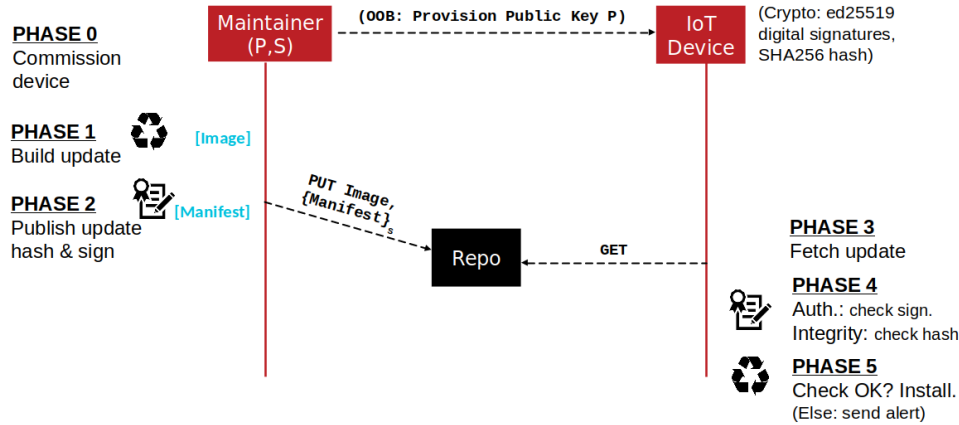 PHASE 0
Commission
device
Maintainer
(P,S)
(OOB: Provision Public Key P)
IoT
Device
(Crypto: ed25519
digital signatures,
SHA256 hash)
PHASE 1
Build update
[Image]
PHASE 2
Publish update
hash & sign
[Manifest]
PUT Image,
{Manifest}s
Repo
GET
PHASE 3
Fetch update
PHASE 4
Auth.: check sign.
Integrity: check hash
PHASE 5
Check OK? Install.
(Else: send alert)